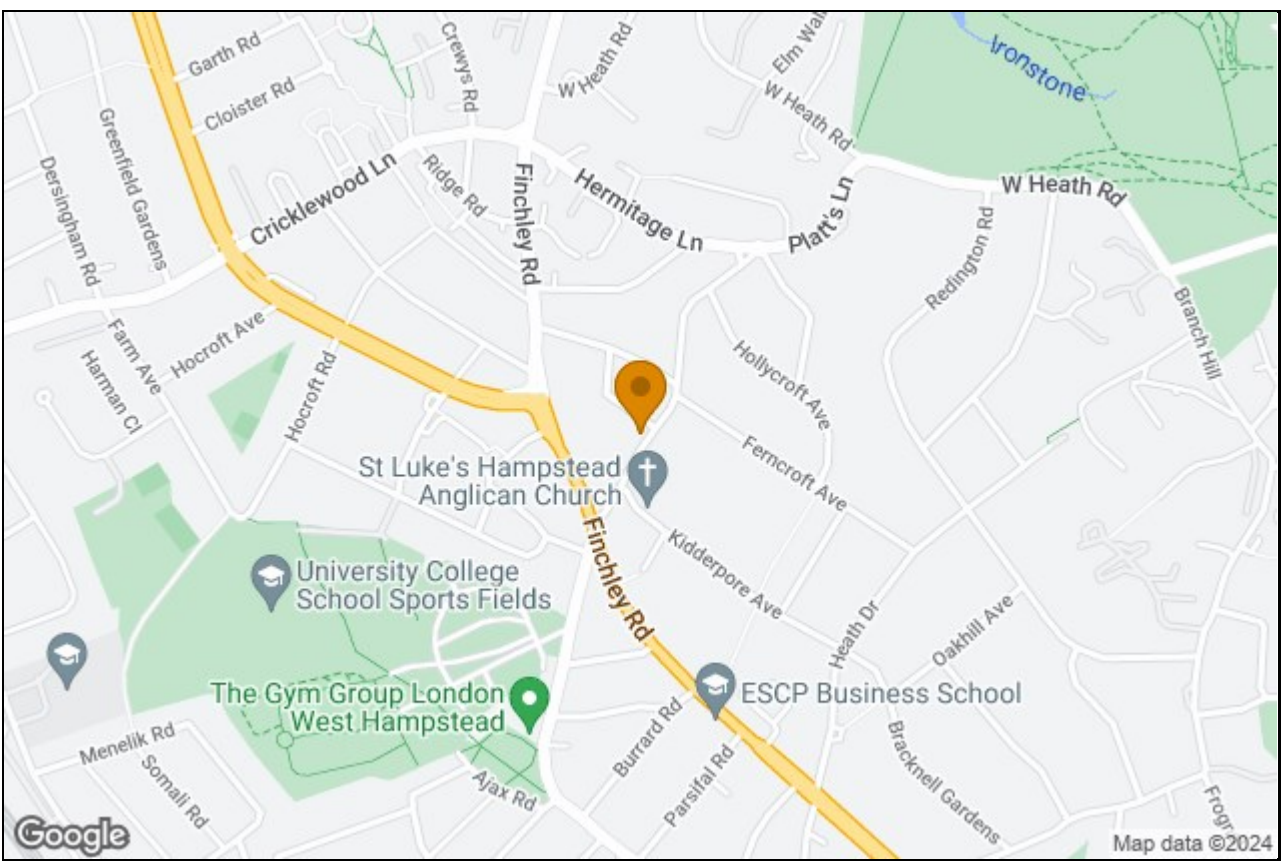 Garth Rd
Crewys Rd
W Heath Rd
Elm Wal
Ironstone
Cloister Rd
W Heath Rd
Greenfield Gardens
Dersingham Rd
Cricklewood Ln
Ridge Rd
Finchley Rd
Hermitage Ln
Platt's Ln
W Heath Rd
Redington Rd
Branch Hill
Farm Ave
Hocroft Ave
Harman Cl
Hocroft Rd
Hollycroft Ave
Ferncroft Ave
St Luke's Hampstead
Anglican Church
Finchley Rd
Kidderpore Ave
University College
School Sports Fields
Heath Dr
Oakhill Ave
The Gym Group London
West Hampstead
ESCP Business School
Menelik Rd
Somali Rd
Ajax Rd
Burrard Rd
Parsifal Rd
Bracknell Gardens
Frogn
Google
Map data ©2024